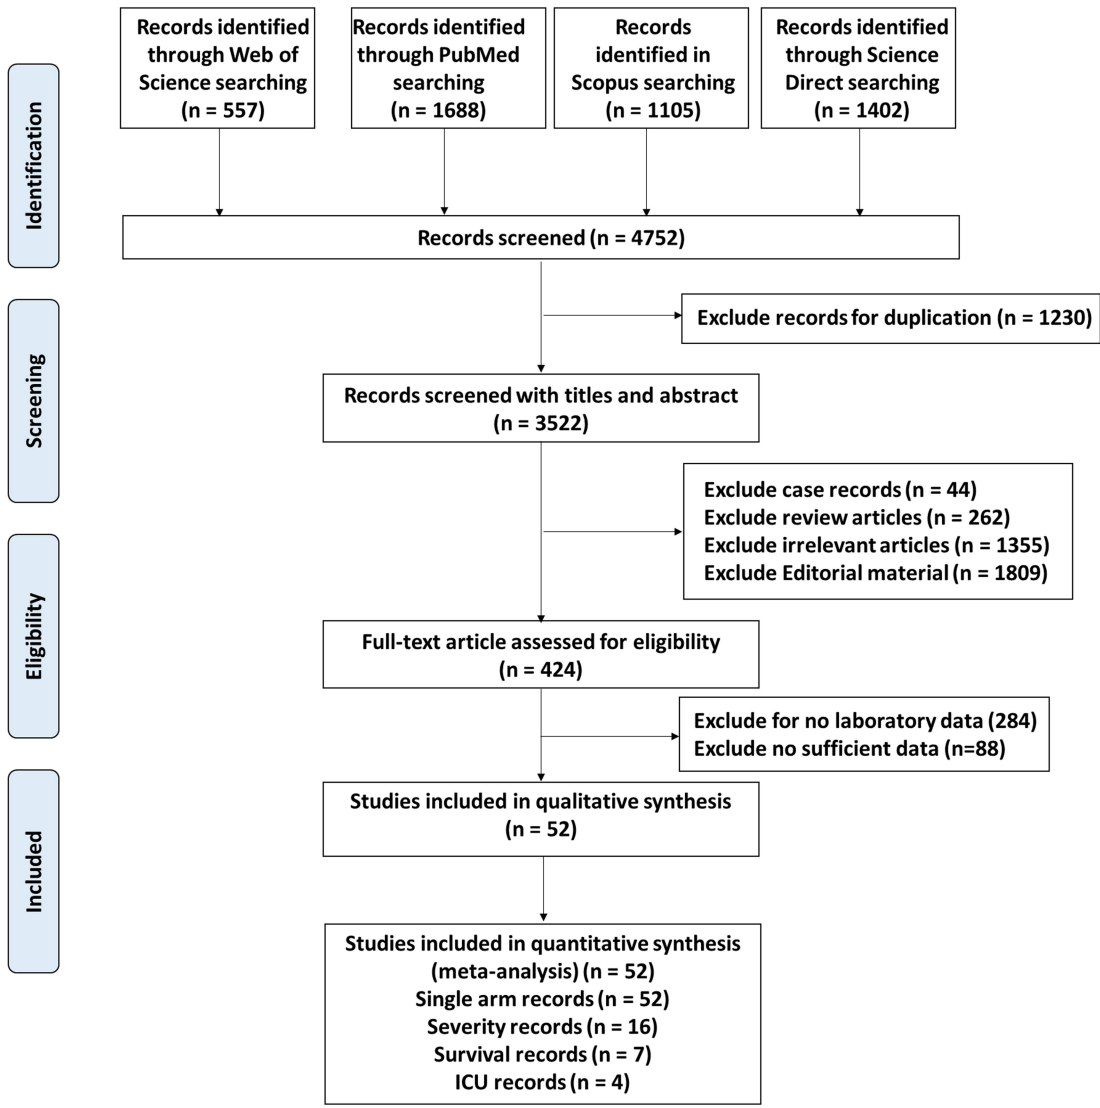 Records identified
through Web of
Science searching
(n = 557)
Records identified
through PubMed
searching
(n = 1688)
Records
identified in
Scopus searching
(n = 1105)
Records identified
through Science
Direct searching
(n = 1402)
Identification
Records screened (n = 4752)
Exclude records for duplication (n = 1230)
Screening
Records screened with titles and abstract
(n = 3522)
Exclude case records (n = 44)
Exclude review articles (n = 262)
Exclude irrelevant articles (n = 1355)
Exclude Editorial material (n = 1809)
Eligibility
Full-text article assessed for eligibility
(n = 424)
Exclude for no laboratory data (284)
Exclude no sufficient data (n=88)
Included
Studies included in qualitative synthesis
(n = 52)
Studies included in quantitative synthesis
(meta-analysis) (n = 52)
Single arm records (n = 52)
Severity records (n = 16)
Survival records (n = 7)
ICU records (n = 4)